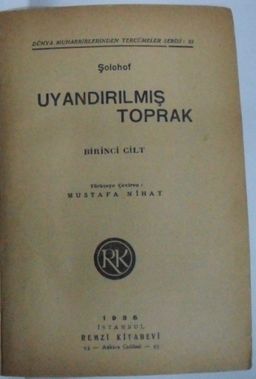 DÜNYA MUHARRİRLERİNDEN TERCÜMELER SERİSİ :
Şolohof
UYANDIRILMIŞ
TOPRAK
BİRİNCİ CİLT
Türkçeye Çeviren :
MUSTAFA NİHAT
RK
1936
İSTANBUL
REMZİ KİTABEVİ
— Ankara Caddesi —